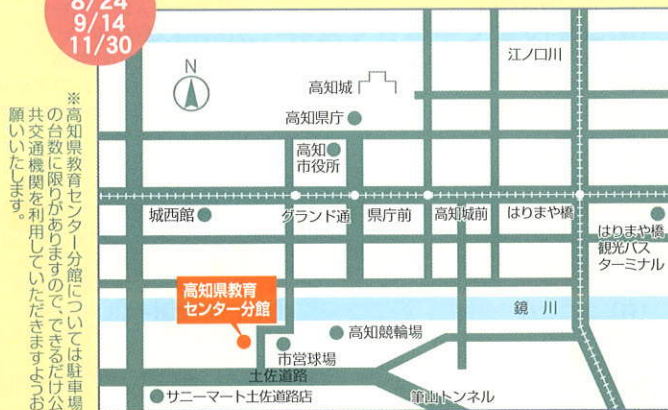 8/24
9/14
11/30
※高知県教育センター分館については駐車場
の台数に限りがありますので、できるだけ公
共交通機関を利用していただきますようお
願いいたします。
N
江ノ口川
高知城
高知県庁
高知
市役所
城西館
グランド通
県庁前
高知城前
はりまや橋
はりまや橋
観光バス
ターミナル
高知県教育
センター分館
鏡川
高知競輪場
市営球場
土佐道路
サニーマート土佐道路店
筆山トンネル